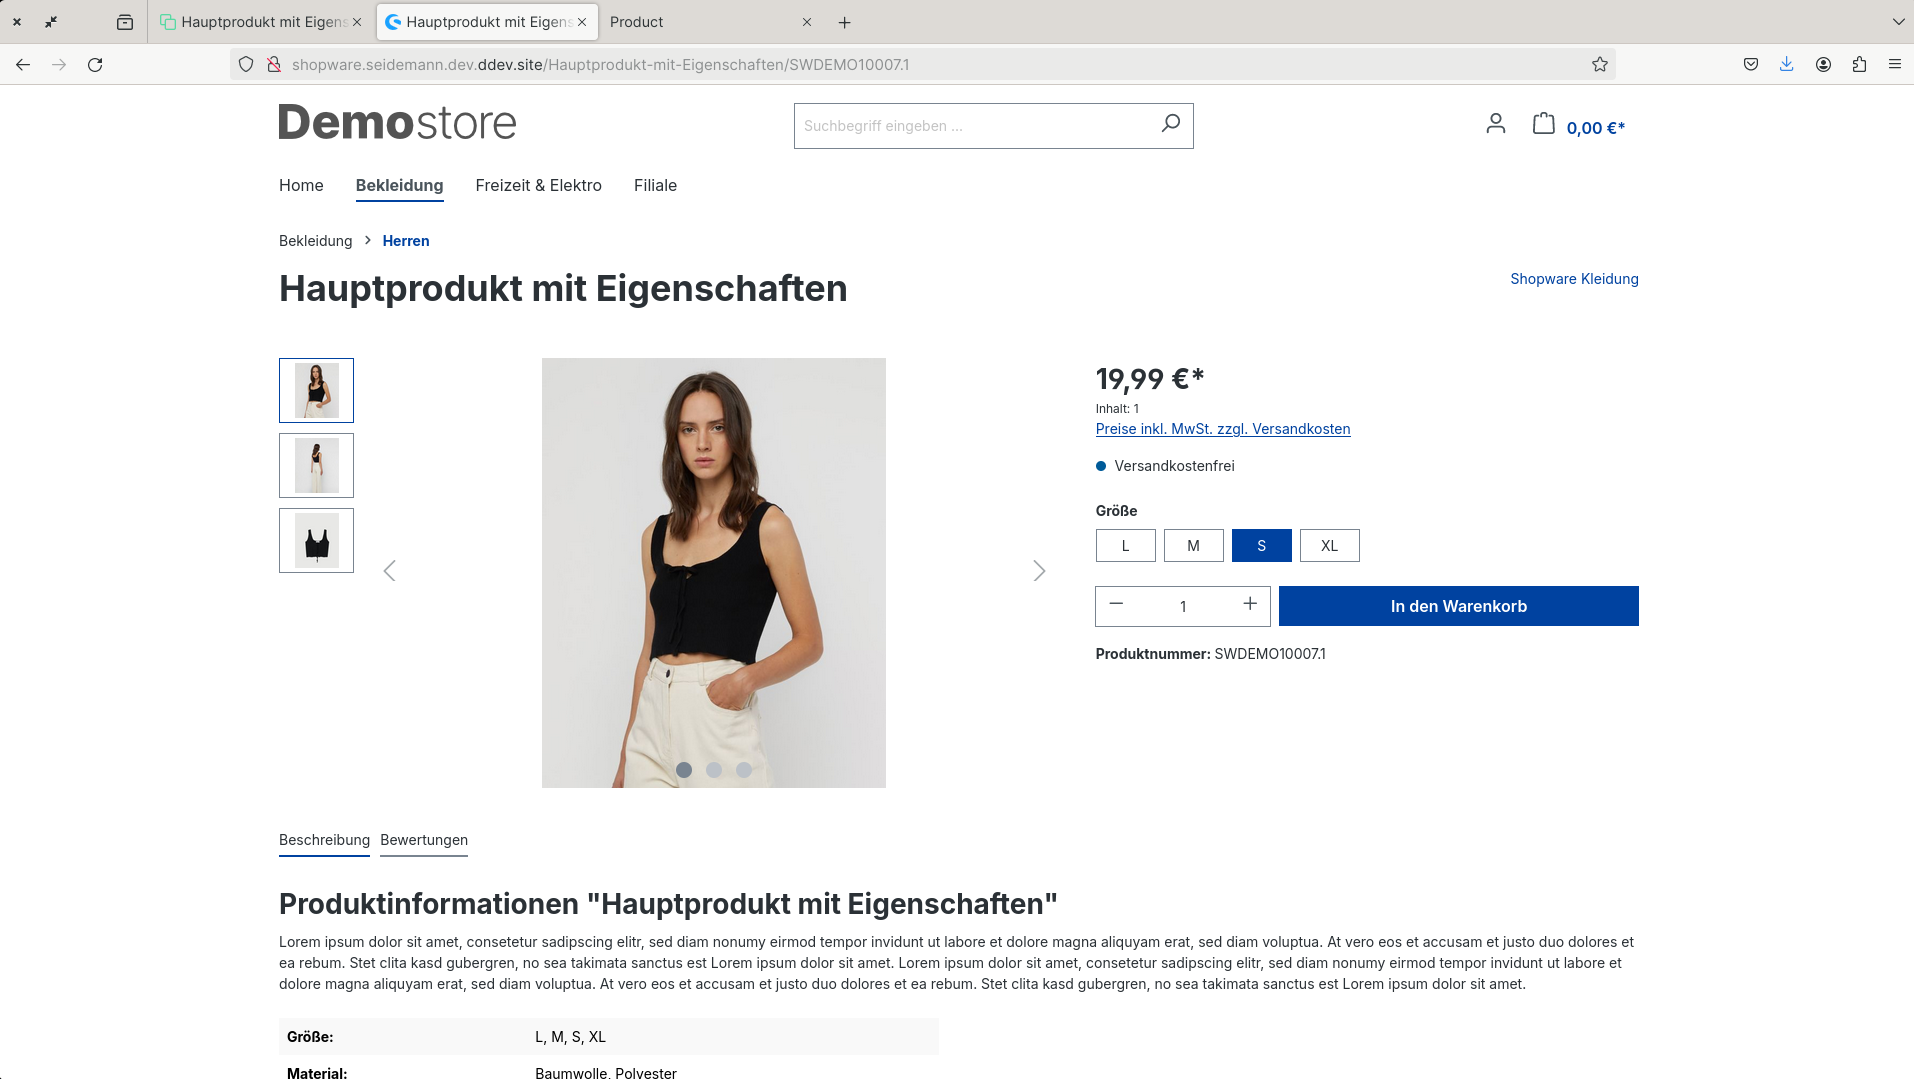 Hauptprodukt mit Eigens
Hauptprodukt mit Eigens
Product
shopware.seidemann.dev.ddev.site/Hauptprodukt-mit-Eigenschaften/SWDEMO10007.1
Demostore
Suchbegriff eingeben ...
0,00 €*
Home
Bekleidung
Freizeit & Elektro
Filiale
Bekleidung
Herren
Hauptprodukt mit Eigenschaften
Shopware Kleidung
19,99 €*
Inhalt: 1
Preise inkl. MwSt. zzgl. Versandkosten
Versandkostenfrei
Größe
L
M
S
XL
1
In den Warenkorb
Produktnummer: SWDEMO10007.1
Beschreibung
Bewertungen
Produktinformationen "Hauptprodukt mit Eigenschaften"
Lorem ipsum dolor sit amet, consetetur sadipscing elitr, sed diam nonumy eirmod tempor invidunt ut labore et dolore magna aliquyam erat, sed diam voluptua. At vero eos et accusam et justo duo dolores et
ea rebum. Stet clita kasd gubergren, no sea takimata sanctus est Lorem ipsum dolor sit amet. Lorem ipsum dolor sit amet, consetetur sadipscing elitr, sed diam nonumy eirmod tempor invidunt ut labore et
dolore magna aliquyam erat, sed diam voluptua. At vero eos et accusam et justo duo dolores et ea rebum. Stet clita kasd gubergren, no sea takimata sanctus est Lorem ipsum dolor sit amet.
Größe: L, M, S, XL
Material: Baumwolle, Polyester